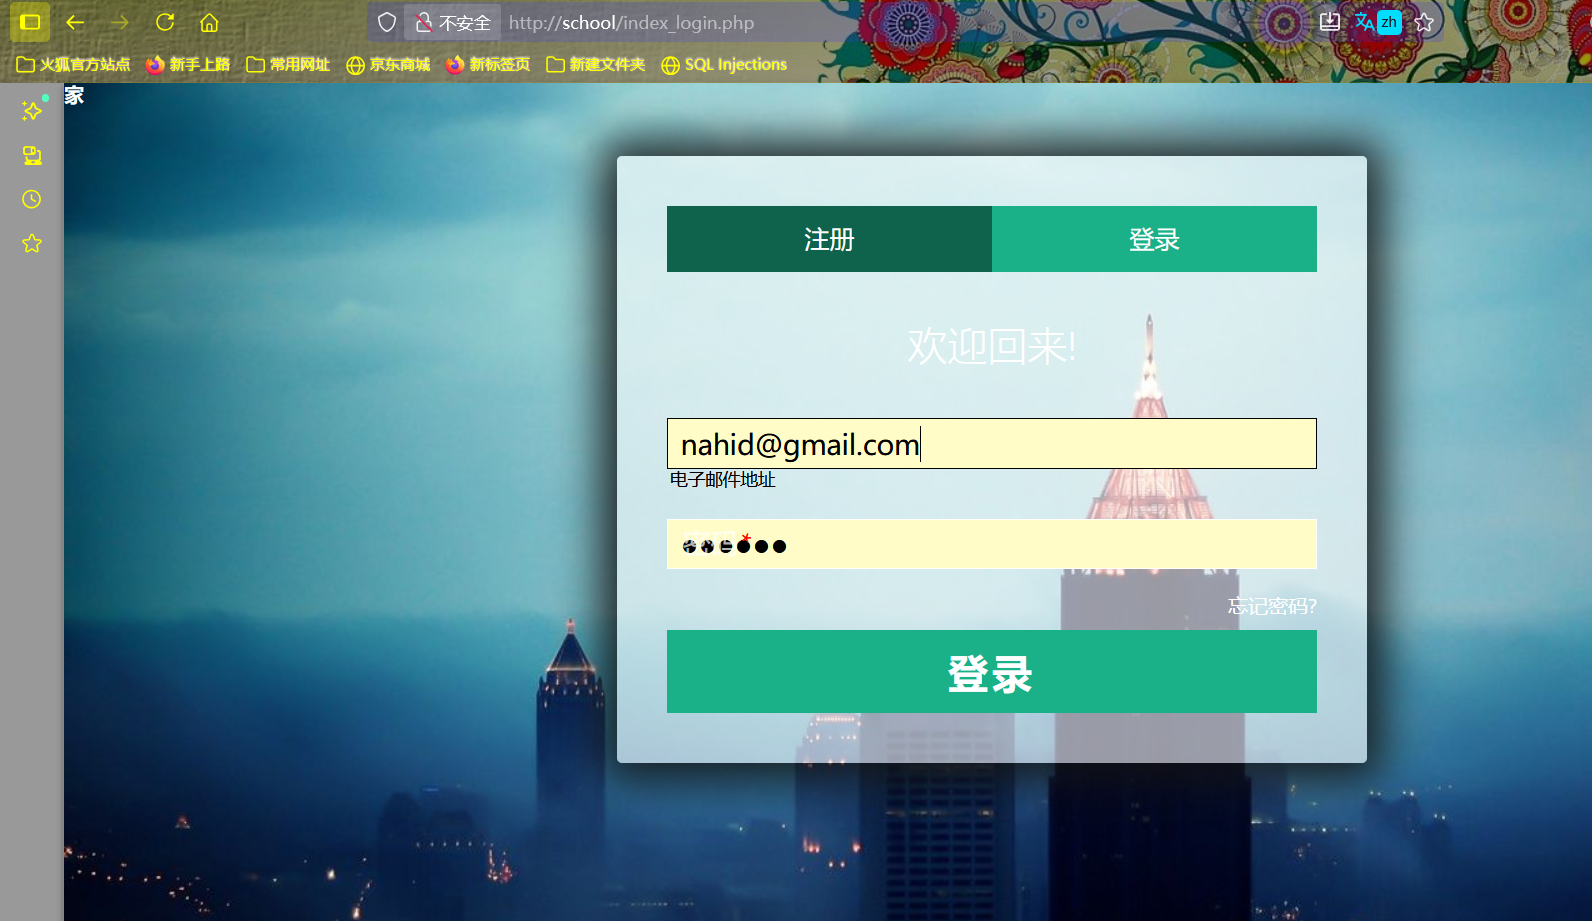 不安全 http://school/index_login.php zh
火狐官方站点 新手上路 常用网址 京东商城 新标签页 新建文件夹 SQL Injections
家
注册 登录
欢迎回来!
nahid@gmail.com
电子邮件地址
*
忘记密码?
登录